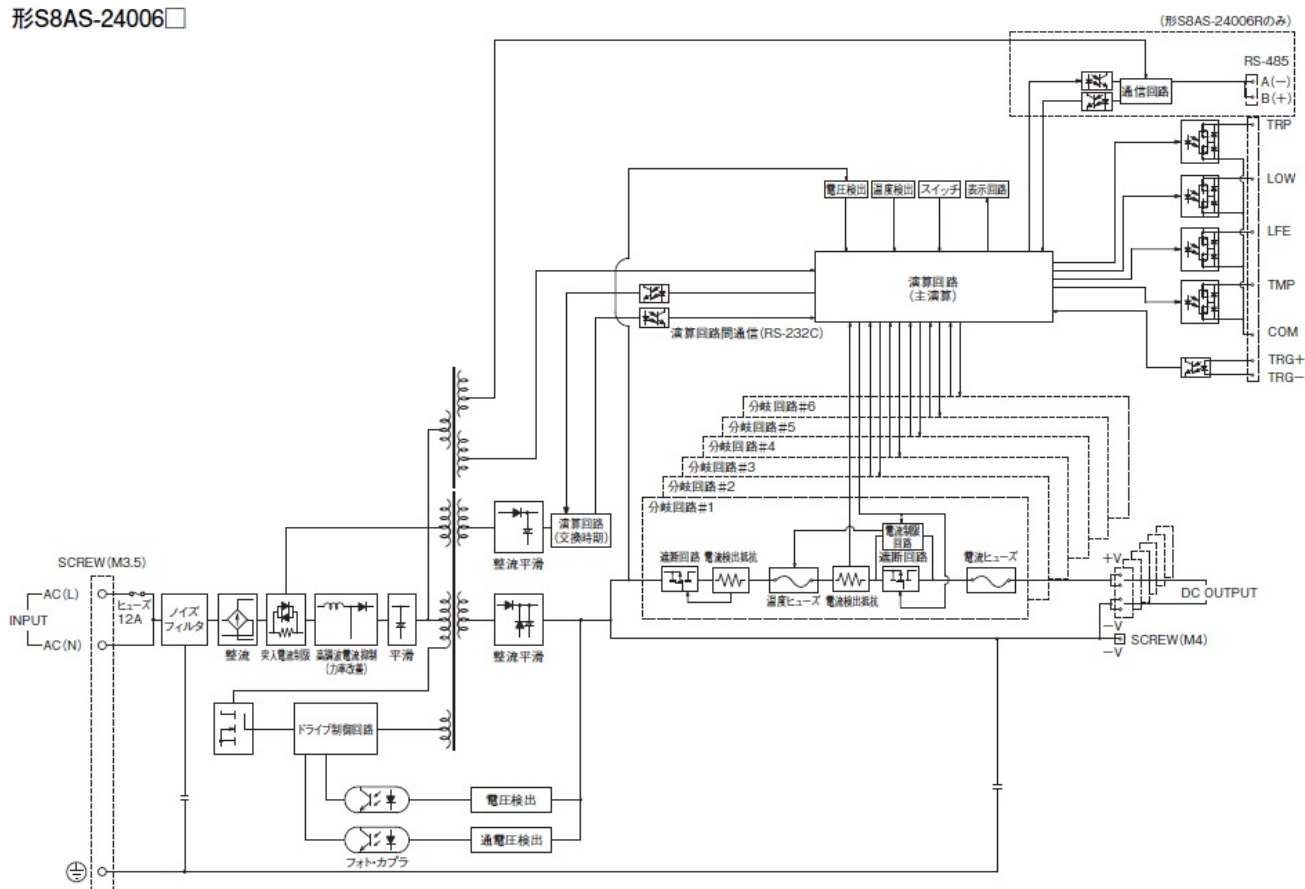 形S8AS-24006□
(形S8AS-24006Rのみ)
RS-485
A(−)
B(+)
通信回路
TRP
LOW
LFE
TMP
COM
TRG+
TRG−
電圧検出
温度検出
スイッチ
表示回路
演算回路
(主演算)
演算回路間通信(RS-232C)
分岐回路#6
分岐回路#5
分岐回路#4
分岐回路#3
分岐回路#2
分岐回路#1
電流制限
回路
遮断回路
電流検出抵抗
遮断回路
電流ヒューズ
温度ヒューズ
電流検出抵抗
+V
DC OUTPUT
−V
SCREW(M4)
−V
演算回路
(交換時期)
整流平滑
SCREW(M3.5)
AC(L)
INPUT
AC(N)
ヒューズ
12A
ノイズ
フィルタ
整流
突入電流制限
高調波電流抑制
(力率改善)
平滑
整流平滑
ドライブ制御回路
電圧検出
過電圧検出
フォト・カプラ